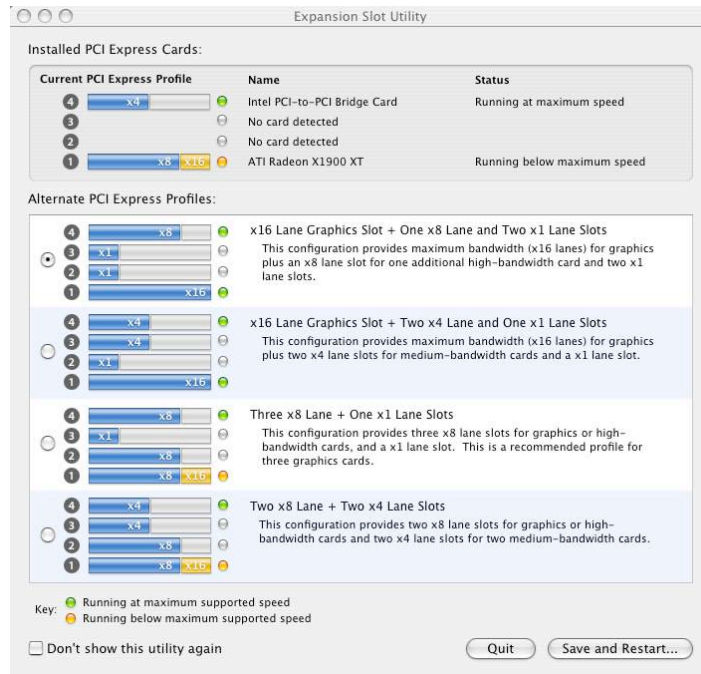 Expansion Slot Utility
Installed PCI Express Cards:
Current PCI Express Profile Name Status
4 x4 Intel PCI-to-PCI Bridge Card Running at maximum speed
3 No card detected
2 No card detected
1 x8 x16 ATI Radeon X1900 XT Running below maximum speed
Alternate PCI Express Profiles:
4 x8
3 x1
2 x1
1 x16
x16 Lane Graphics Slot + One x8 Lane and Two x1 Lane Slots
This configuration provides maximum bandwidth (x16 lanes) for graphics
plus an x8 lane slot for one additional high-bandwidth card and two x1
lane slots.
4 x4
3 x4
2 x1
1 x16
x16 Lane Graphics Slot + Two x4 Lane and One x1 Lane Slots
This configuration provides maximum bandwidth (x16 lanes) for graphics
plus two x4 lane slots for medium-bandwidth cards and a x1 lane slot.
4 x8
3 x1
2 x8
1 x8 x16
Three x8 Lane + One x1 Lane Slots
This configuration provides three x8 lane slots for graphics or high-
bandwidth cards, and a x1 lane slot. This is a recommended profile for
three graphics cards.
4 x4
3 x4
2 x8
1 x8 x16
Two x8 Lane + Two x4 Lane Slots
This configuration provides two x8 lane slots for graphics or high-
bandwidth cards and two x4 lane slots for two medium-bandwidth cards.
Key: Running at maximum supported speed
Running below maximum supported speed
Don't show this utility again
Quit
Save and Restart...